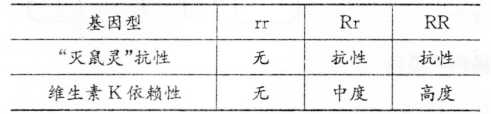 基因型 rr Rr RR
“灭鼠灵”抗性 无 抗性 抗性
维生素 K 依赖性 无 中度 高度